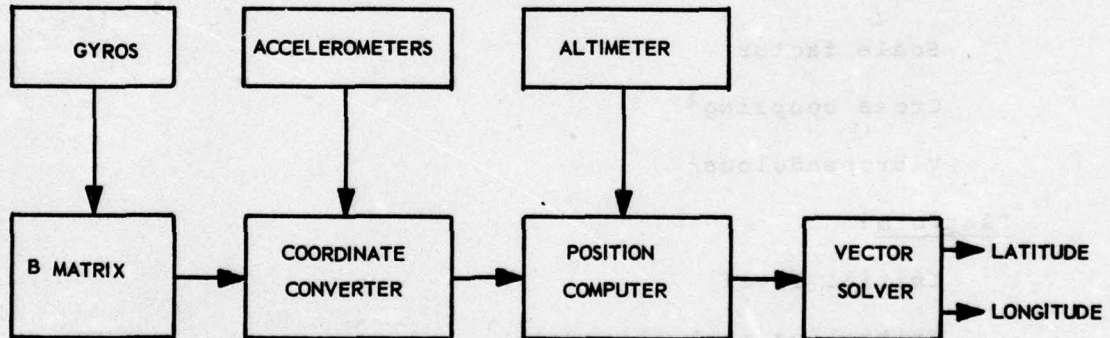 GYROS
ACCELEROMETERS
ALTIMETER
B MATRIX
COORDINATE
CONVERTER
POSITION
COMPUTER
VECTOR
SOLVER
LATITUDE
LONGITUDE
Scale factor
Cross coupling